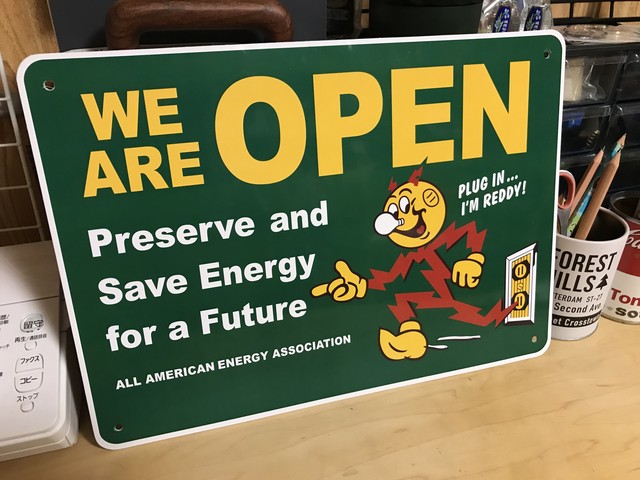 WE
ARE OPEN
PLUG IN...
I'M REDDY!
Preserve and
Save Energy
for a Future
ALL AMERICAN ENERGY ASSOCIATION
留守
ファクス
コピー
ストップ
FOREST
HILLS
Second Ave